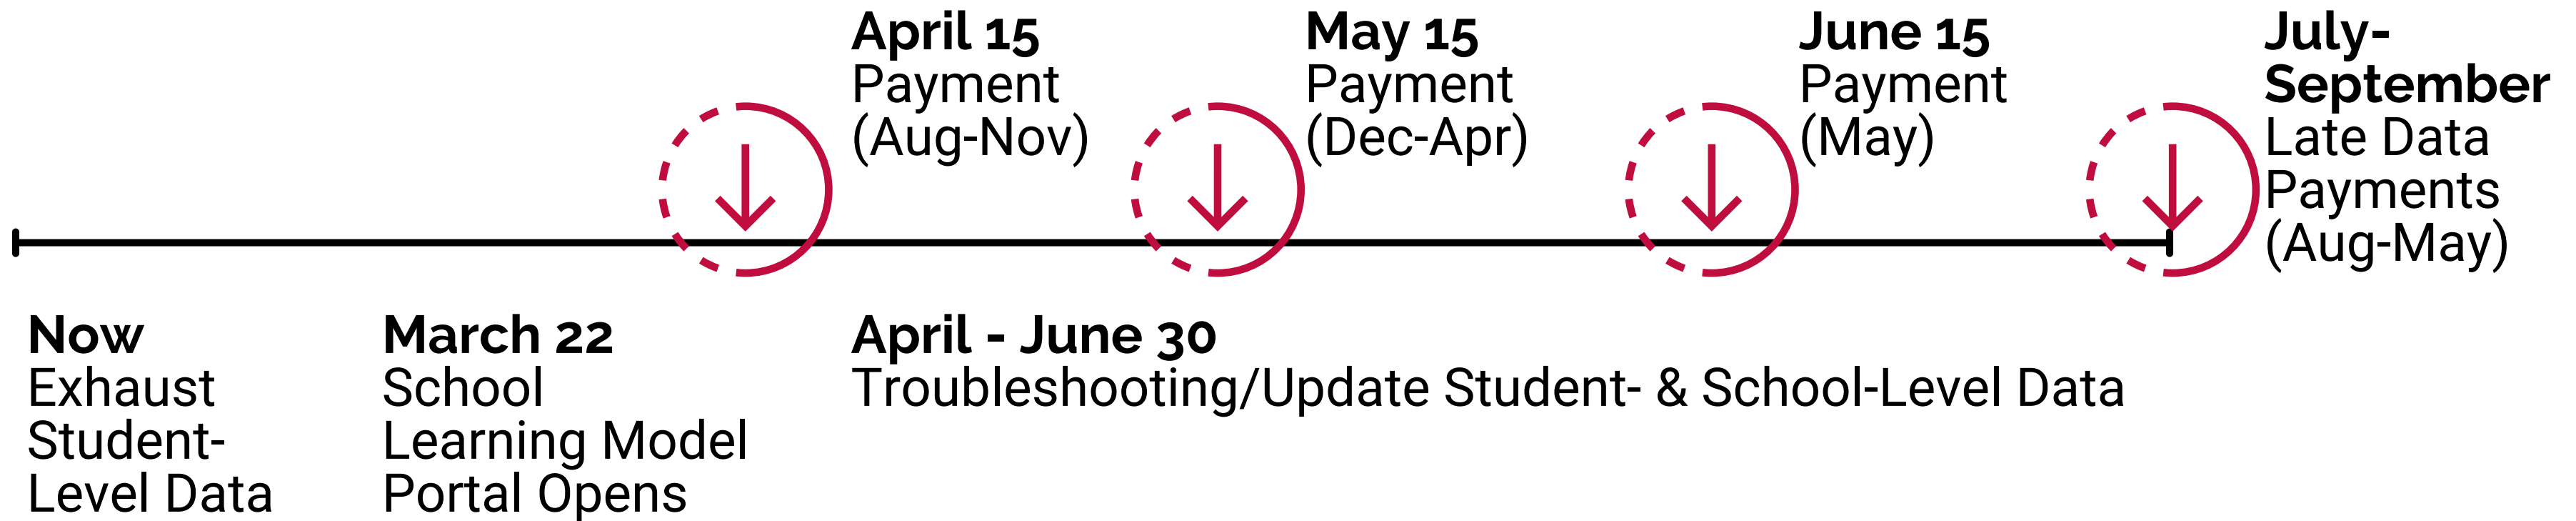 April 15
Payment
(Aug-Nov)
May 15
Payment
(Dec-Apr)
June 15
Payment
(May)
July-
September
Late Data
Payments
(Aug-May)
Now
Exhaust
Student-
Level Data
March 22
School
Learning Model
Portal Opens
April - June 30
Troubleshooting/Update Student- & School-Level Data